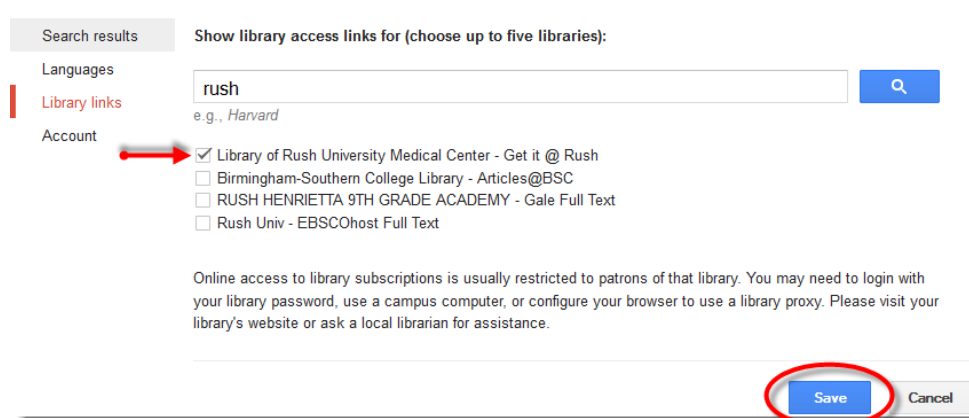 Search results
Languages
Library links
Account
Show library access links for (choose up to five libraries):
rush
e.g., Harvard
Library of Rush University Medical Center - Get it @ Rush
Birmingham-Southern College Library - Articles@BSC
RUSH HENRIETTA 9TH GRADE ACADEMY - Gale Full Text
Rush Univ - EBSCOhost Full Text
Online access to library subscriptions is usually restricted to patrons of that library. You may need to login with
your library password, use a campus computer, or configure your browser to use a library proxy. Please visit your
library's website or ask a local librarian for assistance.
Save
Cancel